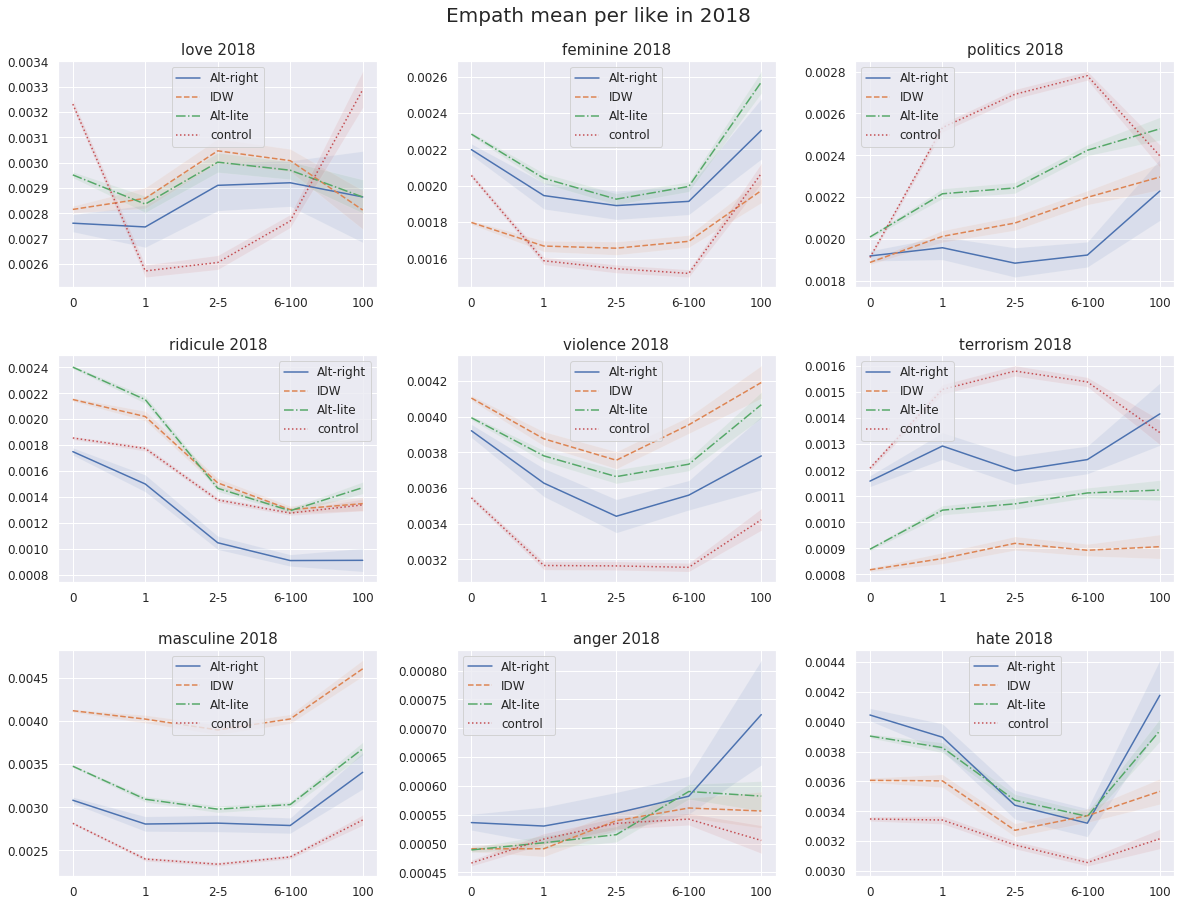 Empath mean per like in 2018
love 2018
0.0034
0.0033
0.0032
0.0031
0.0030
0.0029
0.0028
0.0027
0.0026
Alt-right
IDW
Alt-lite
control
0 1 2-5 6-100 100
feminine 2018
0.0026
0.0024
0.0022
0.0020
0.0018
0.0016
Alt-right
IDW
Alt-lite
control
0 1 2-5 6-100 100
politics 2018
0.0028
0.0026
0.0024
0.0022
0.0020
0.0018
Alt-right
IDW
Alt-lite
control
0 1 2-5 6-100 100
ridicule 2018
0.0024
0.0022
0.0020
0.0018
0.0016
0.0014
0.0012
0.0010
0.0008
Alt-right
IDW
Alt-lite
control
0 1 2-5 6-100 100
violence 2018
0.0042
0.0040
0.0038
0.0036
0.0034
0.0032
Alt-right
IDW
Alt-lite
control
0 1 2-5 6-100 100
terrorism 2018
0.0016
0.0015
0.0014
0.0013
0.0012
0.0011
0.0010
0.0009
0.0008
Alt-right
IDW
Alt-lite
control
0 1 2-5 6-100 100
masculine 2018
0.0045
0.0040
0.0035
0.0030
0.0025
Alt-right
IDW
Alt-lite
control
0 1 2-5 6-100 100
anger 2018
0.00080
0.00075
0.00070
0.00065
0.00060
0.00055
0.00050
0.00045
Alt-right
IDW
Alt-lite
control
0 1 2-5 6-100 100
hate 2018
0.0044
0.0042
0.0040
0.0038
0.0036
0.0034
0.0032
0.0030
Alt-right
IDW
Alt-lite
control
0 1 2-5 6-100 100